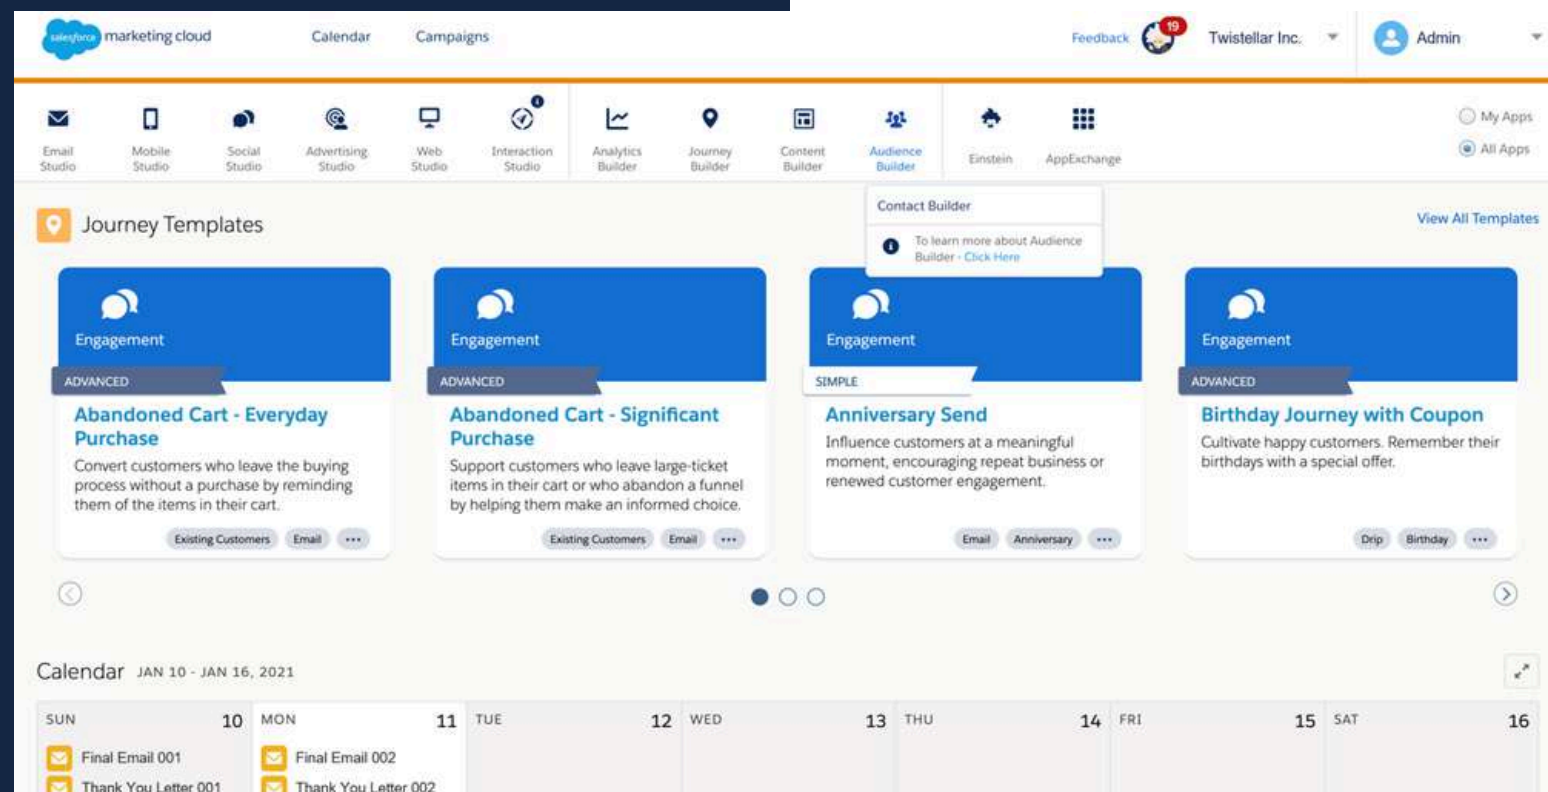 salesforce marketing cloud Calendar Campaigns Feedback 19 Twistellar Inc. Admin
Email Studio
Mobile Studio
Social Studio
Advertising Studio
Web Studio
Interaction Studio
Analytics Builder
Journey Builder
Content Builder
Audience Builder
Einstein
AppExchange
My Apps
All Apps
Contact Builder
To learn more about Audience
Builder - Click Here
Journey Templates
View All Templates
Engagement
ADVANCED
Abandoned Cart - Everyday
Purchase
Convert customers who leave the buying
process without a purchase by reminding
them of the items in their cart.
Existing Customers Email •••
Engagement
ADVANCED
Abandoned Cart - Significant
Purchase
Support customers who leave large-ticket
items in their cart or who abandon a funnel
by helping them make an informed choice.
Existing Customers Email •••
Engagement
SIMPLE
Anniversary Send
Influence customers at a meaningful
moment, encouraging repeat business or
renewed customer engagement.
Email Anniversary •••
Engagement
ADVANCED
Birthday Journey with Coupon
Cultivate happy customers. Remember their
birthdays with a special offer.
Drip Birthday •••
Calendar JAN 10 - JAN 16, 2021
SUN 10 MON 11 TUE 12 WED 13 THU 14 FRI 15 SAT 16
Final Email 001 Final Email 002
Thank You Letter 001 Thank You Letter 002